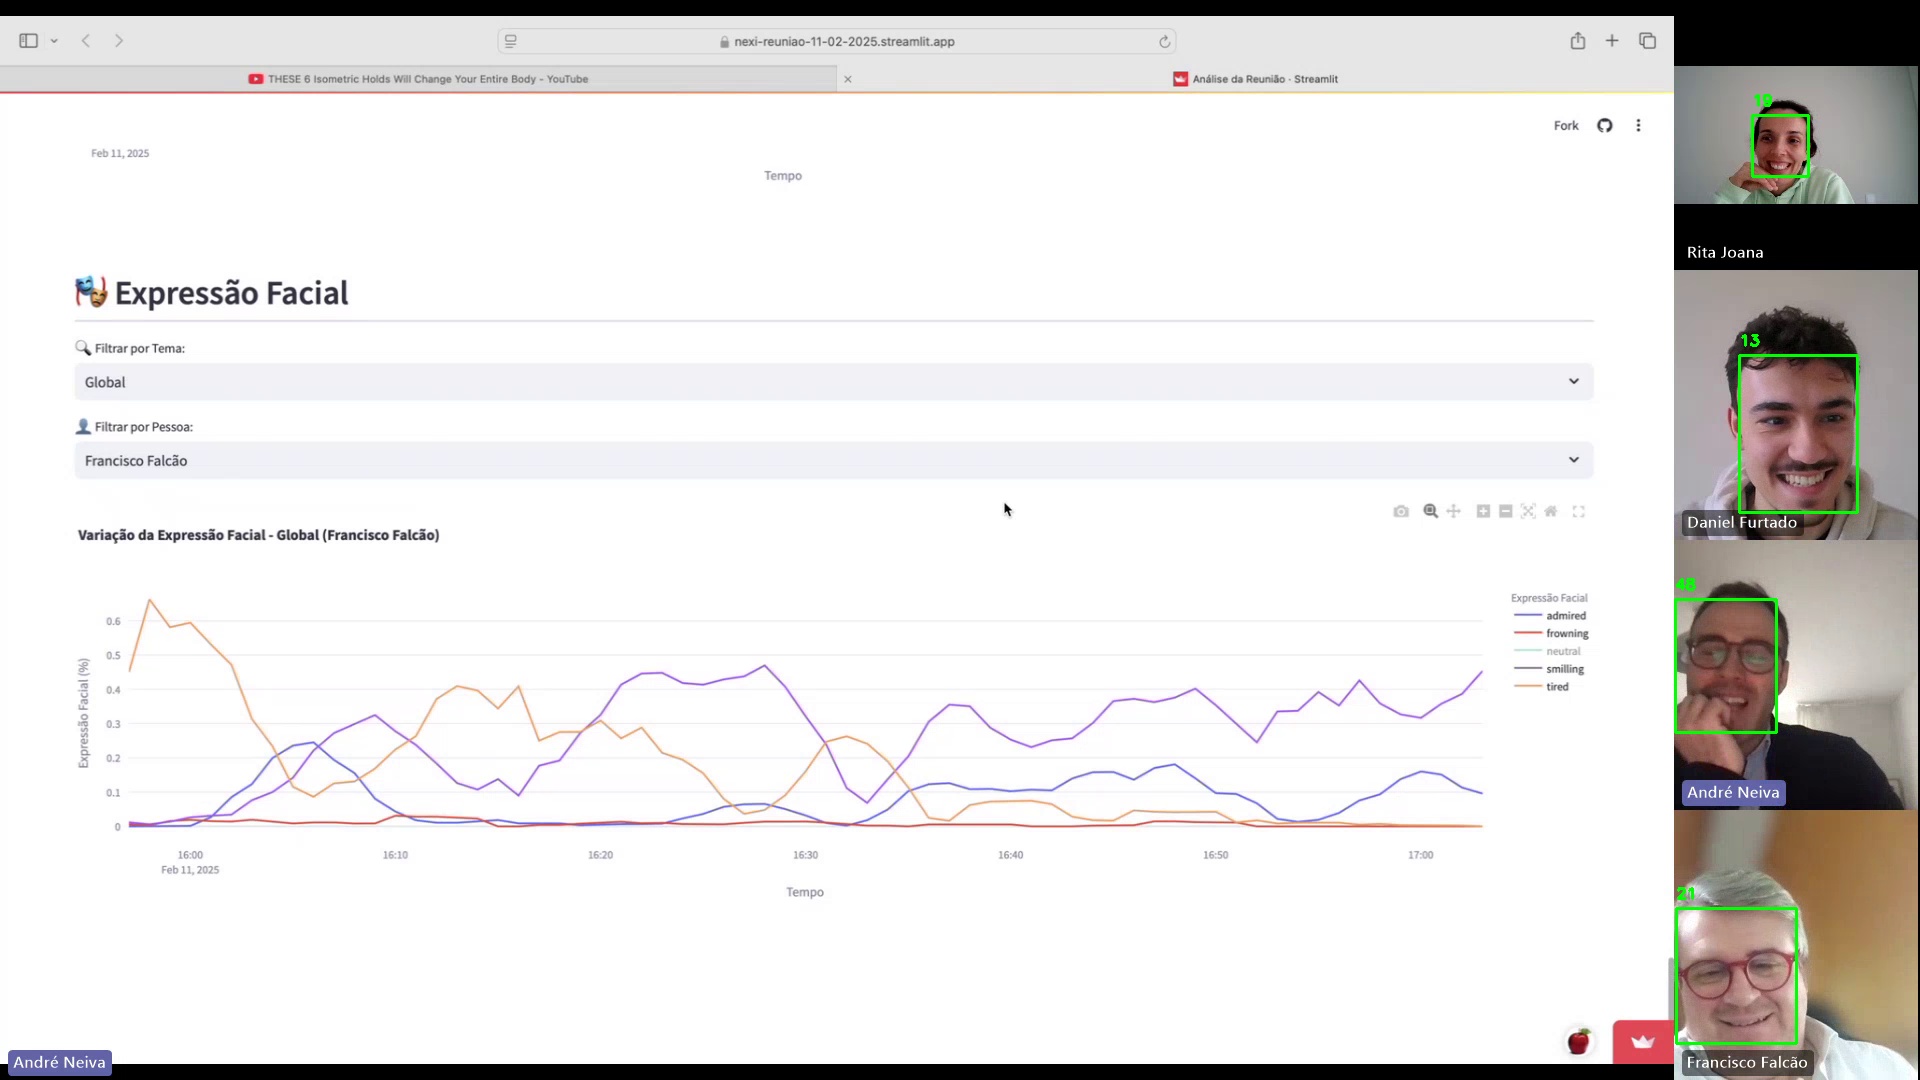 nexi-reuniao-11-02-2025.streamlit.app
THESE 6 Isometric Holds Will Change Your Entire Body - YouTube
Análise da Reunião · Streamlit
Fork
Feb 11, 2025
Tempo
Expressão Facial
Filtrar por Tema:
Global
Filtrar por Pessoa:
Francisco Falcão
Variação da Expressão Facial - Global (Francisco Falcão)
Expressão Facial (%)
0.6
0.5
0.4
0.3
0.2
0.1
0
16:00
Feb 11, 2025
16:10
16:20
16:30
16:40
16:50
17:00
Tempo
Expressão Facial
admired
frowning
neutral
smilling
tired
André Neiva
19
Rita Joana
13
Daniel Furtado
48
André Neiva
21
Francisco Falcão